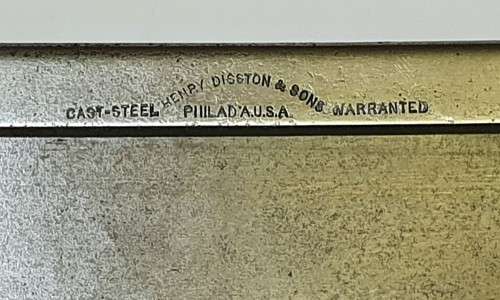 HENRY DISSTON & SONS
CAST-STEEL PHILAD'A.U.S.A. WARRANTED